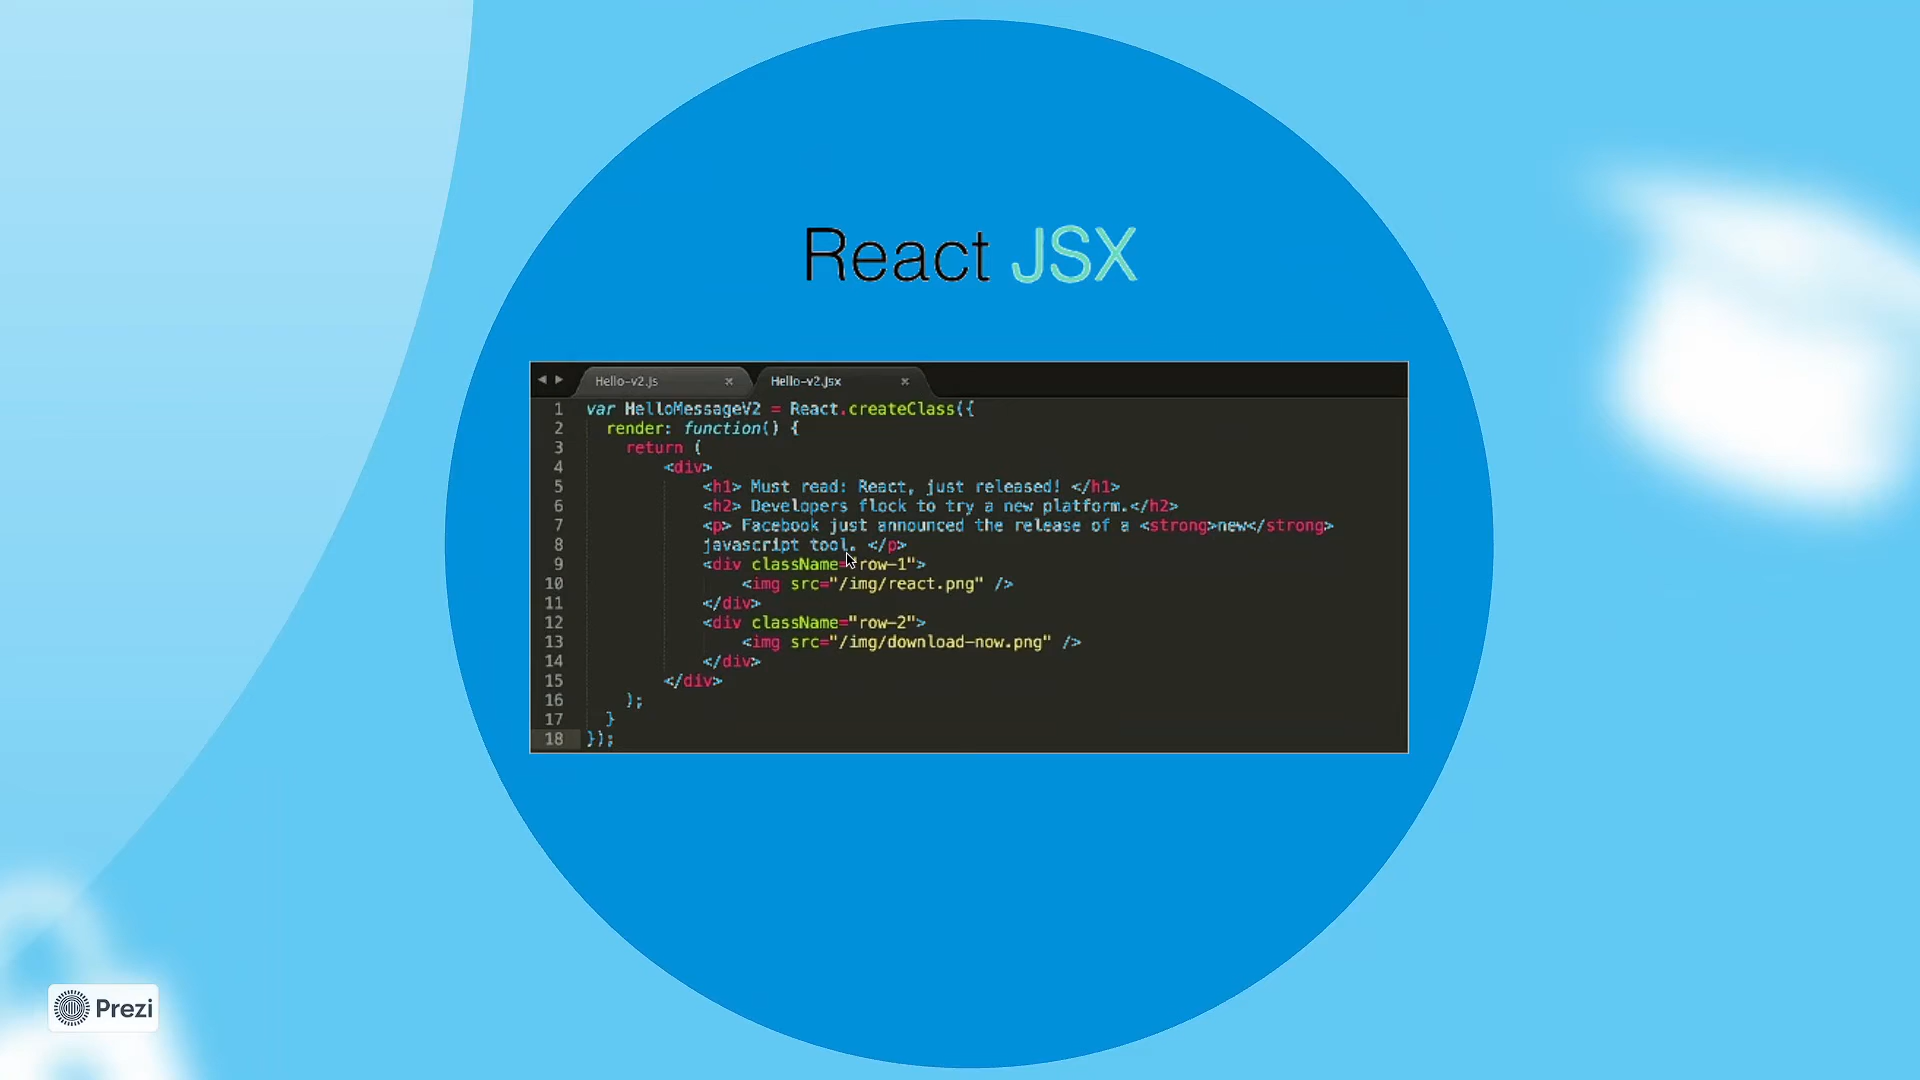 React JSX
Hello-v2.js × Hello-v2.jsx ×
1 var HelloMessageV2 = React.createClass({
2 render: function() {
3 return (
4 <div>
5 <h1> Must read: React, just released! </h1>
6 <h2> Developers flock to try a new platform.</h2>
7 <p> Facebook just announced the release of a <strong>new</strong>
8 javascript tool. </p>
9 <div className="row-1">
10 <img src="/img/react.png" />
11 </div>
12 <div className="row-2">
13 <img src="/img/download-now.png" />
14 </div>
15 </div>
16 );
17 }
18 });
Prezi